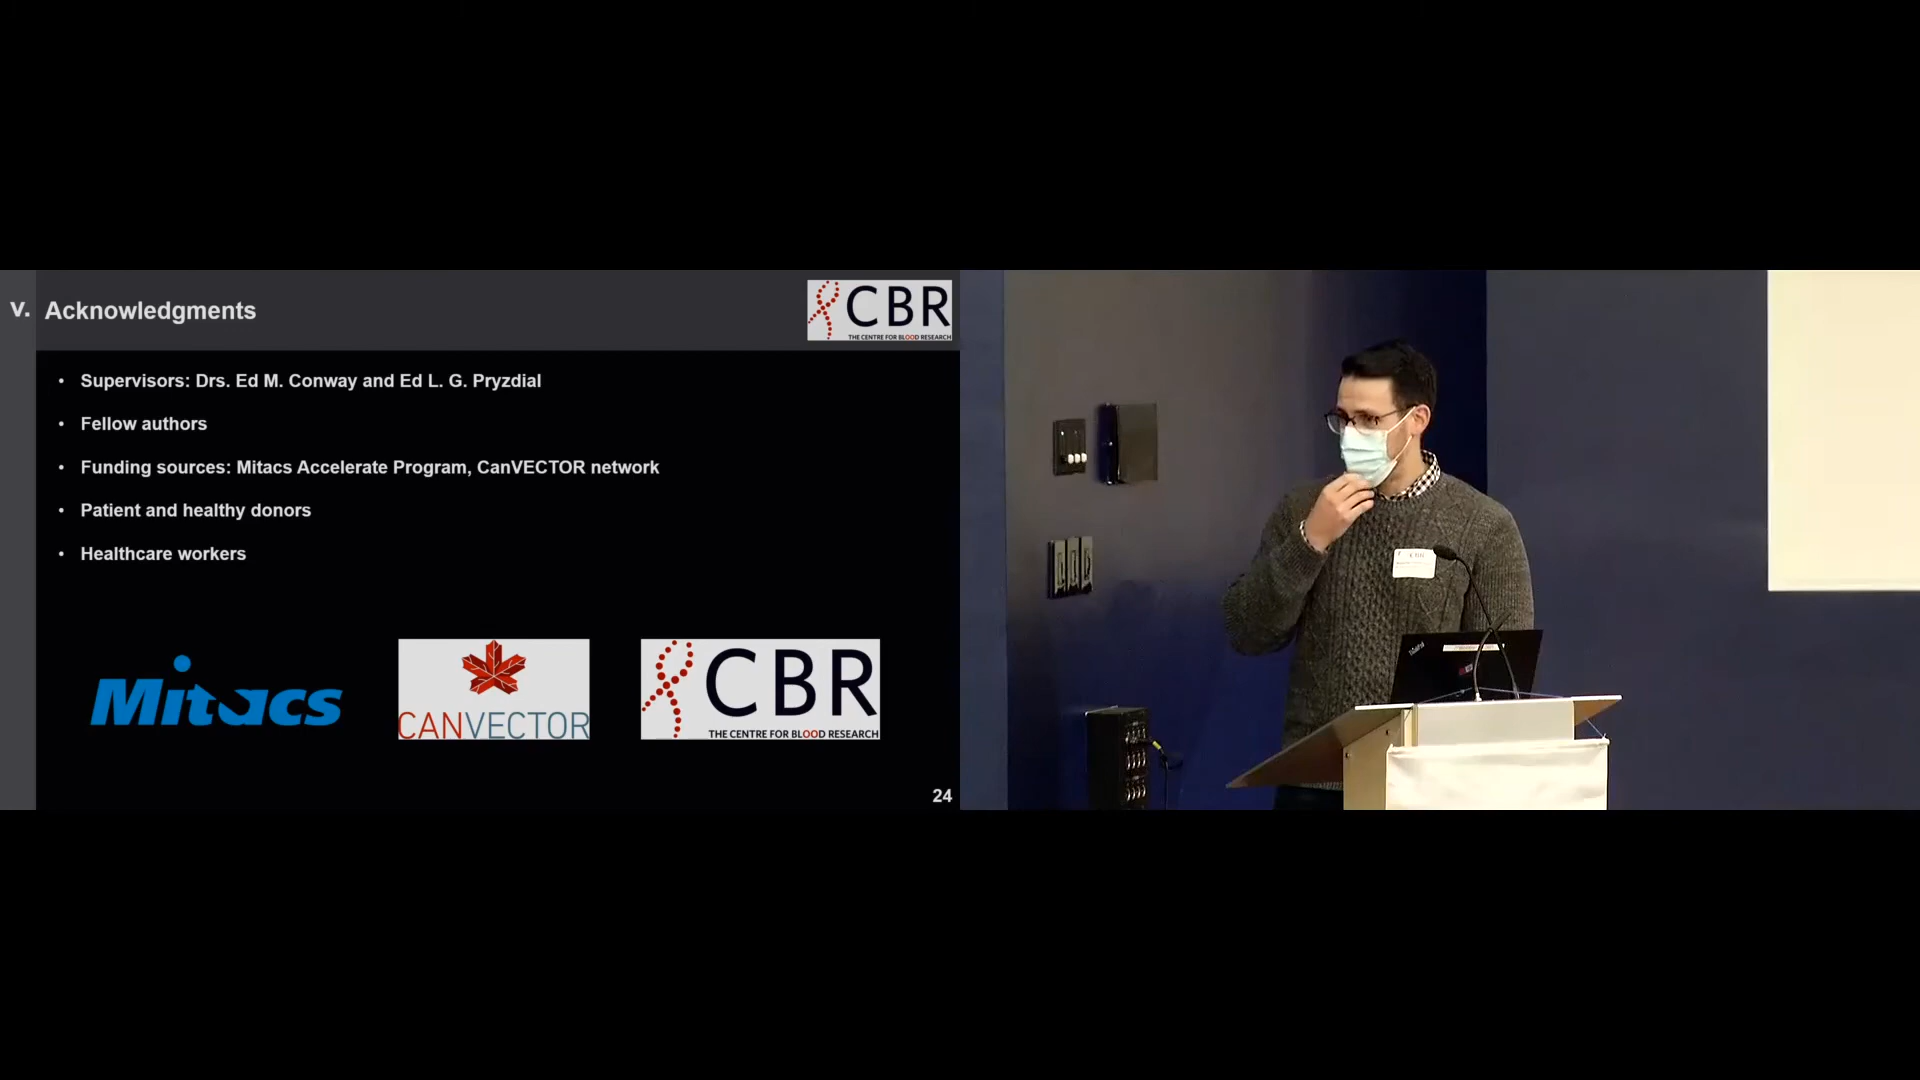 v. Acknowledgments
CBR
THE CENTRE FOR BLOOD RESEARCH
• Supervisors: Drs. Ed M. Conway and Ed L. G. Pryzdial
• Fellow authors
• Funding sources: Mitacs Accelerate Program, CanVECTOR network
• Patient and healthy donors
• Healthcare workers
Mitacs
CANVECTOR
CBR
THE CENTRE FOR BLOOD RESEARCH
24
CBR
ThinkPad